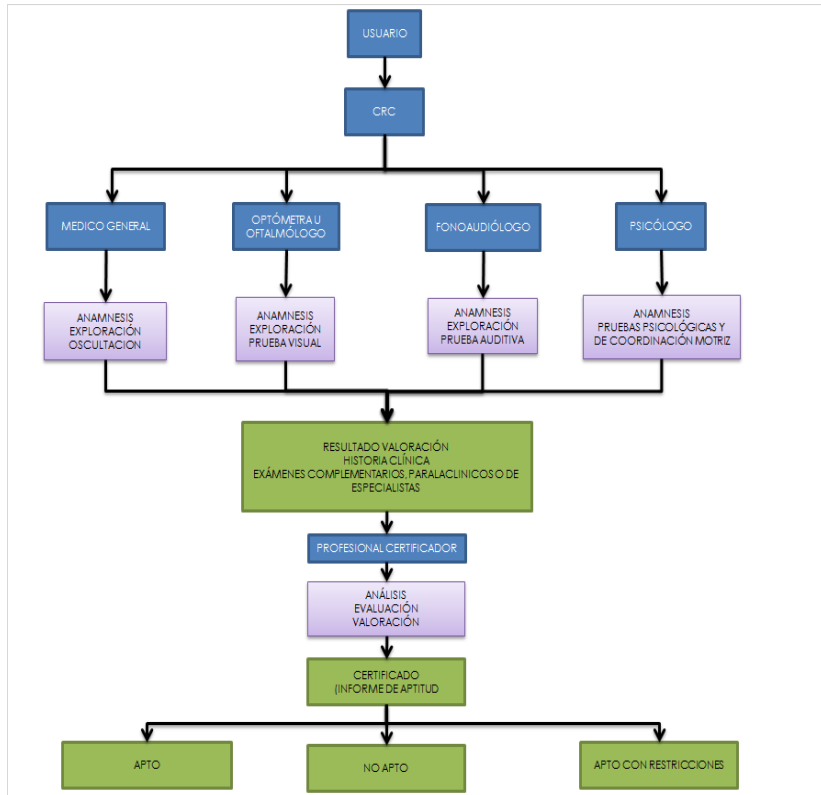 USUARIO
CRC
MEDICO GENERAL
OPTÓMETRA U
OFTALMÓLOGO
FONOAUDIÓLOGO
PSICÓLOGO
ANAMNESIS
EXPLORACIÓN
OSCULTACION
ANAMNESIS
EXPLORACIÓN
PRUEBA VISUAL
ANAMNESIS
EXPLORACIÓN
PRUEBA AUDITIVA
ANAMNESIS
PRUEBAS PSICOLÓGICAS Y
DE COORDINACIÓN MOTRIZ
RESULTADO VALORACIÓN
HISTORIA CLÍNICA
EXÁMENES COMPLEMENTARIOS, PARALACLINICOS O DE
ESPECIALISTAS
PROFESIONAL CERTIFICADOR
ANÁLISIS
EVALUACIÓN
VALORACIÓN
CERTIFICADO
(INFORME DE APTITUD
APTO
NO APTO
APTO CON RESTRICCIONES